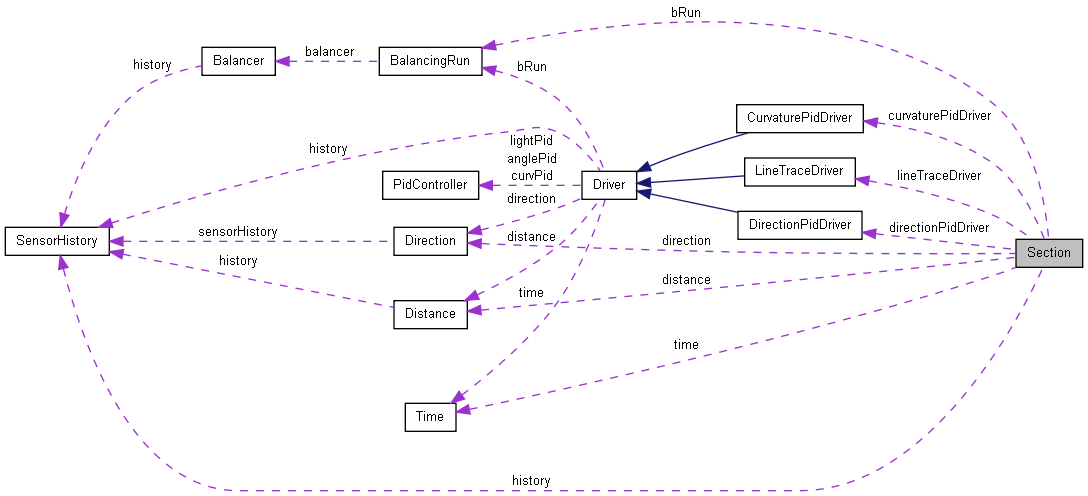 bRun
Balancer
balancer
BalancingRun
history
bRun
CurvaturePidDriver
curvaturePidDriver
history
lightPid
anglePid
curvPid
PidController
Driver
LineTraceDriver
lineTraceDriver
direction
DirectionPidDriver
directionPidDriver
SensorHistory
sensorHistory
Direction
distance
direction
Section
history
distance
time
Distance
time
Time
history